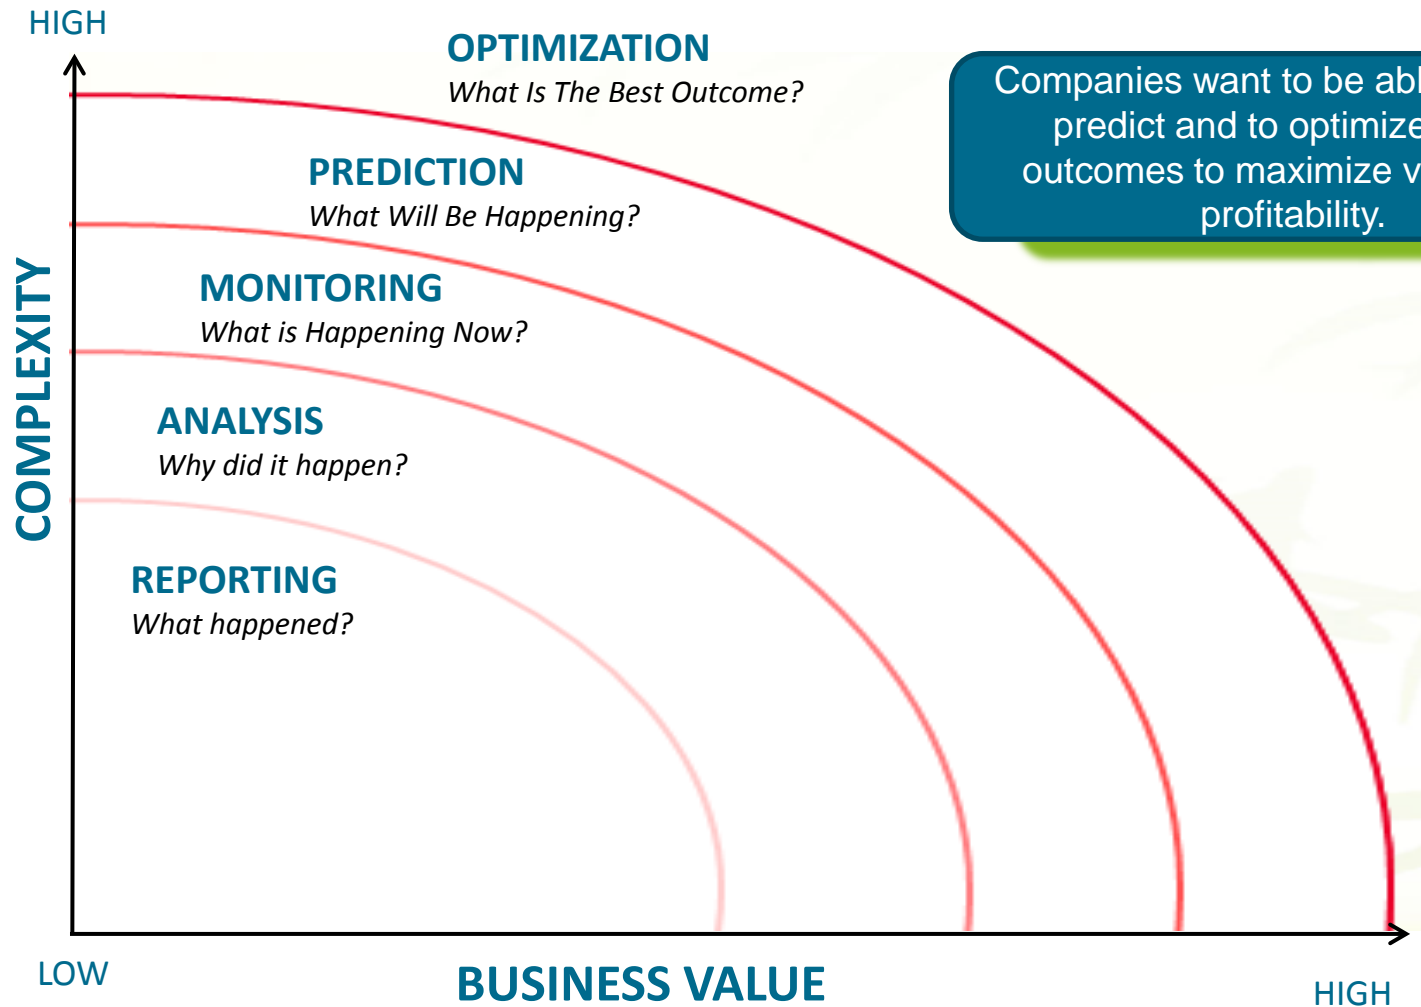 HIGH
OPTIMIZATION
What Is The Best Outcome?
Companies want to be
predict and to optimize
outcomes to maximize
profitability.
PREDICTION
What Will Be Happening?
MONITORING
What is Happening Now?
ANALYSIS
Why did it happen?
REPORTING
What happened?
COMPLEXITY
LOW
BUSINESS VALUE
HIGH